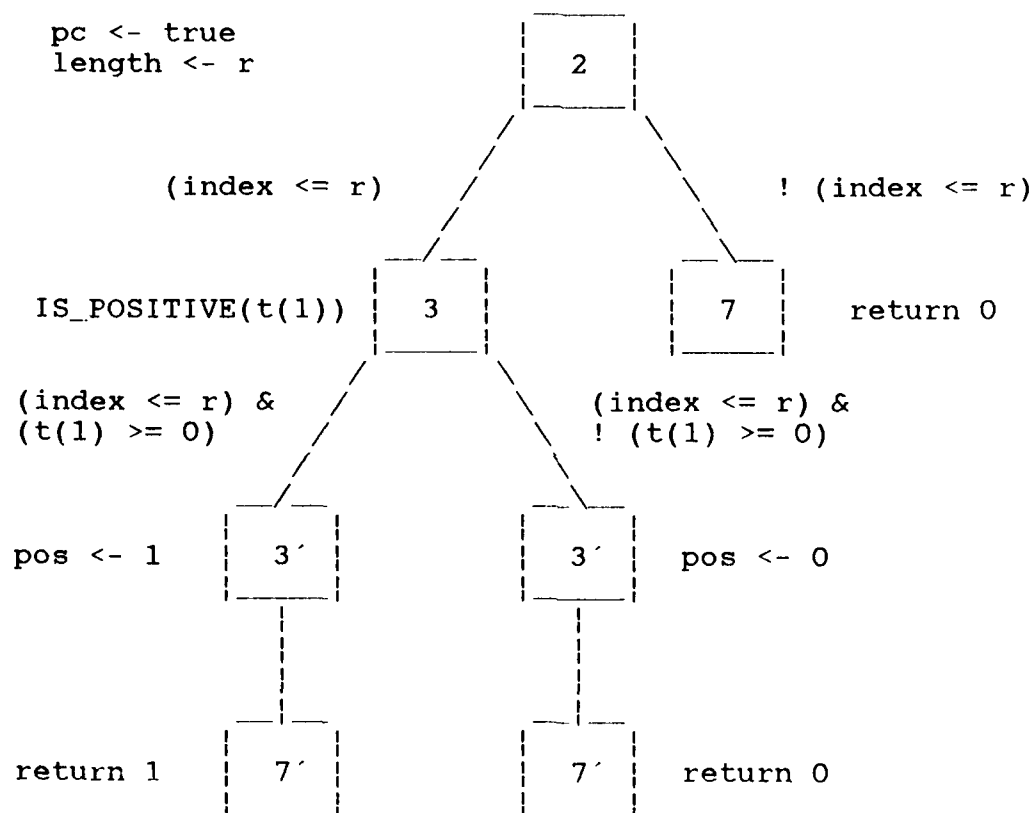 pc <- true
length <- r
2
(index <= r)
! (index <= r)
IS_POSITIVE(t(1))
3
7
return 0
(index <= r) &
(t(1) >= 0)
(index <= r) &
! (t(1) >= 0)
pos <- 1
3´
3´
pos <- 0
return 1
7´
7´
return 0